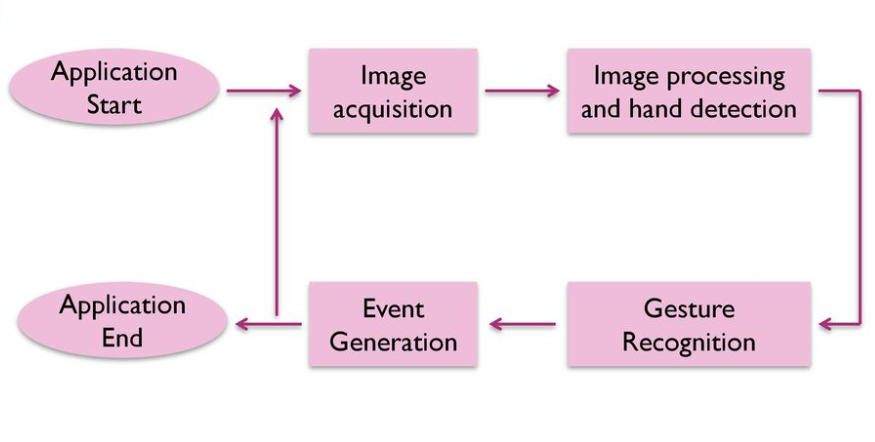 Application
Start
Image
acquisition
Image processing
and hand detection
Application
End
Event
Generation
Gesture
Recognition